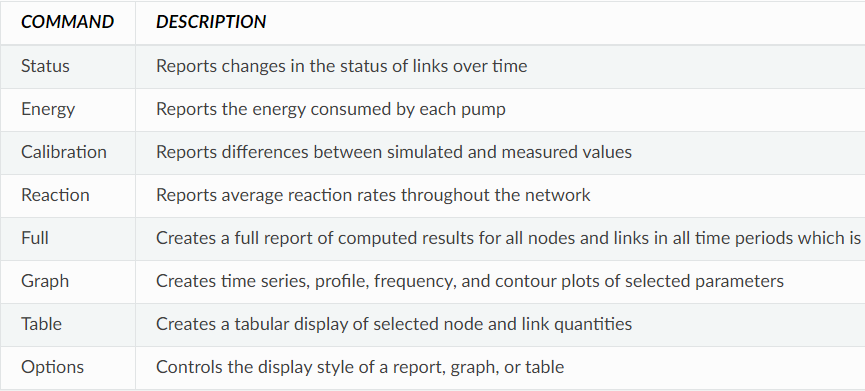 COMMAND DESCRIPTION
Status Reports changes in the status of links over time
Energy Reports the energy consumed by each pump
Calibration Reports differences between simulated and measured values
Reaction Reports average reaction rates throughout the network
Full Creates a full report of computed results for all nodes and links in all time periods which is
Graph Creates time series, profile, frequency, and contour plots of selected parameters
Table Creates a tabular display of selected node and link quantities
Options Controls the display style of a report, graph, or table